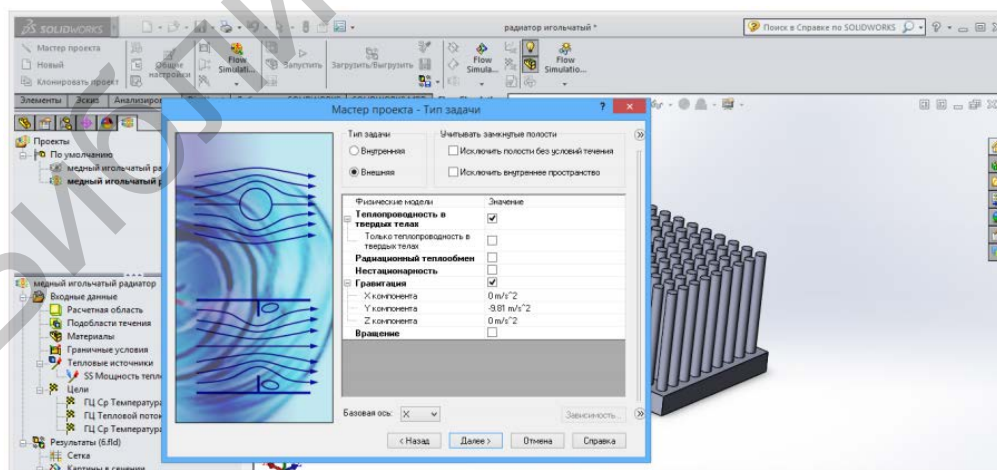 SOLIDWORKS
радиатор игольчатый *
Поиск в Справке по SOLIDWORKS
Мастер проекта
Новый
Клонировать проект
Общие настройки
Flow Simulati...
Запустить
Загрузить/Выгрузить
Flow Simula...
Flow Simulatio...
Элементы
Эскиз
Анализиро
Мастер проекта - Тип задачи
Проекты
По умолчанию
медный игольчатый ра
медный игольчатый р
Тип задачи
Внутренняя
Внешняя
Учитывать замкнутые полости
Исключить полости без условий течения
Исключить внутреннее пространство
Физические модели
Значение
Теплопроводность в твердых телах
Только теплопроводность в твердых телах
Радиационный теплообмен
Нестационарность
Гравитация
X компонента 0 m/s^2
Y компонента -9.81 m/s^2
Z компонента 0 m/s^2
Вращение
Базовая ось: X
Зависимость...
< Назад
Далее >
Отмена
Справка
медный игольчатый радиатор
Входные данные
Расчетная область
Подобласти течения
Материалы
Граничные условия
Тепловые источники
SS Мощность тепл
Цели
ГЦ Ср Температура
ГЦ Тепловой поток
ГЦ Ср Температура
Результаты (6.fld)
Сетка
Картины в сечении